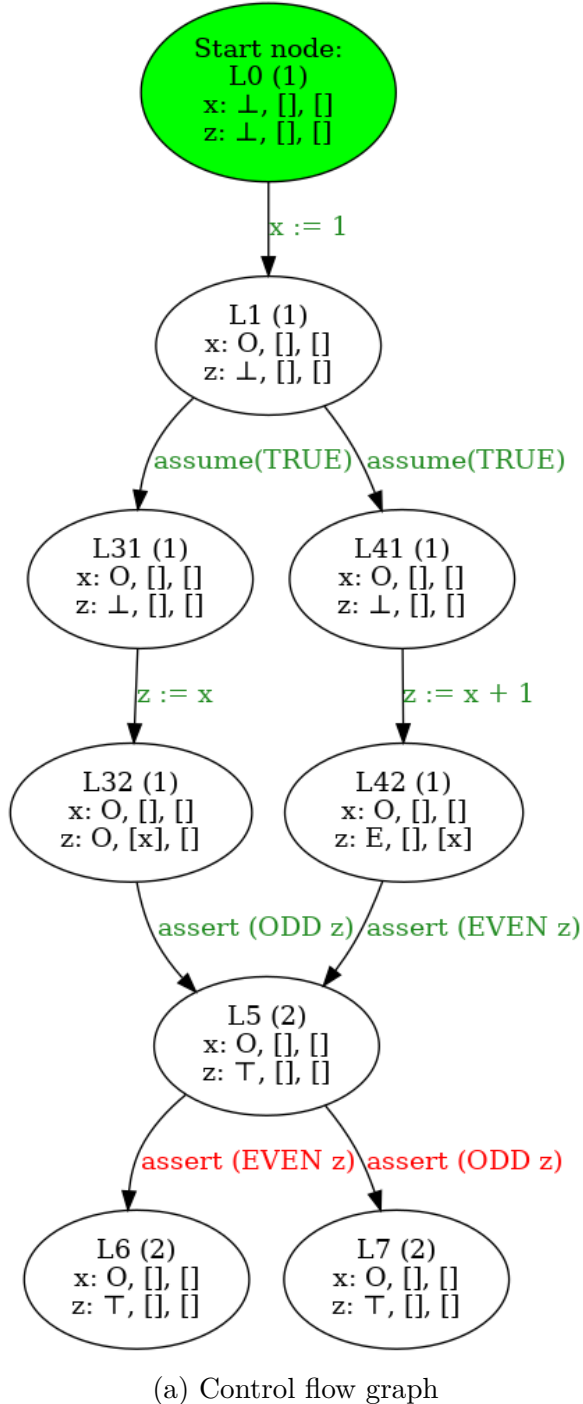 Start node:
L0 (1)
x: ⊥, [], []
z: ⊥, [], []
x := 1
L1 (1)
x: O, [], []
z: ⊥, [], []
assume(TRUE)
assume(TRUE)
L31 (1)
x: O, [], []
z: ⊥, [], []
L41 (1)
x: O, [], []
z: ⊥, [], []
z := x
z := x + 1
L32 (1)
x: O, [], []
z: O, [x], []
L42 (1)
x: O, [], []
z: E, [], [x]
assert (ODD z)
assert (EVEN z)
L5 (2)
x: O, [], []
z: ⊤, [], []
assert (EVEN z)
assert (ODD z)
L6 (2)
x: O, [], []
z: ⊤, [], []
L7 (2)
x: O, [], []
z: ⊤, [], []
(a) Control flow graph